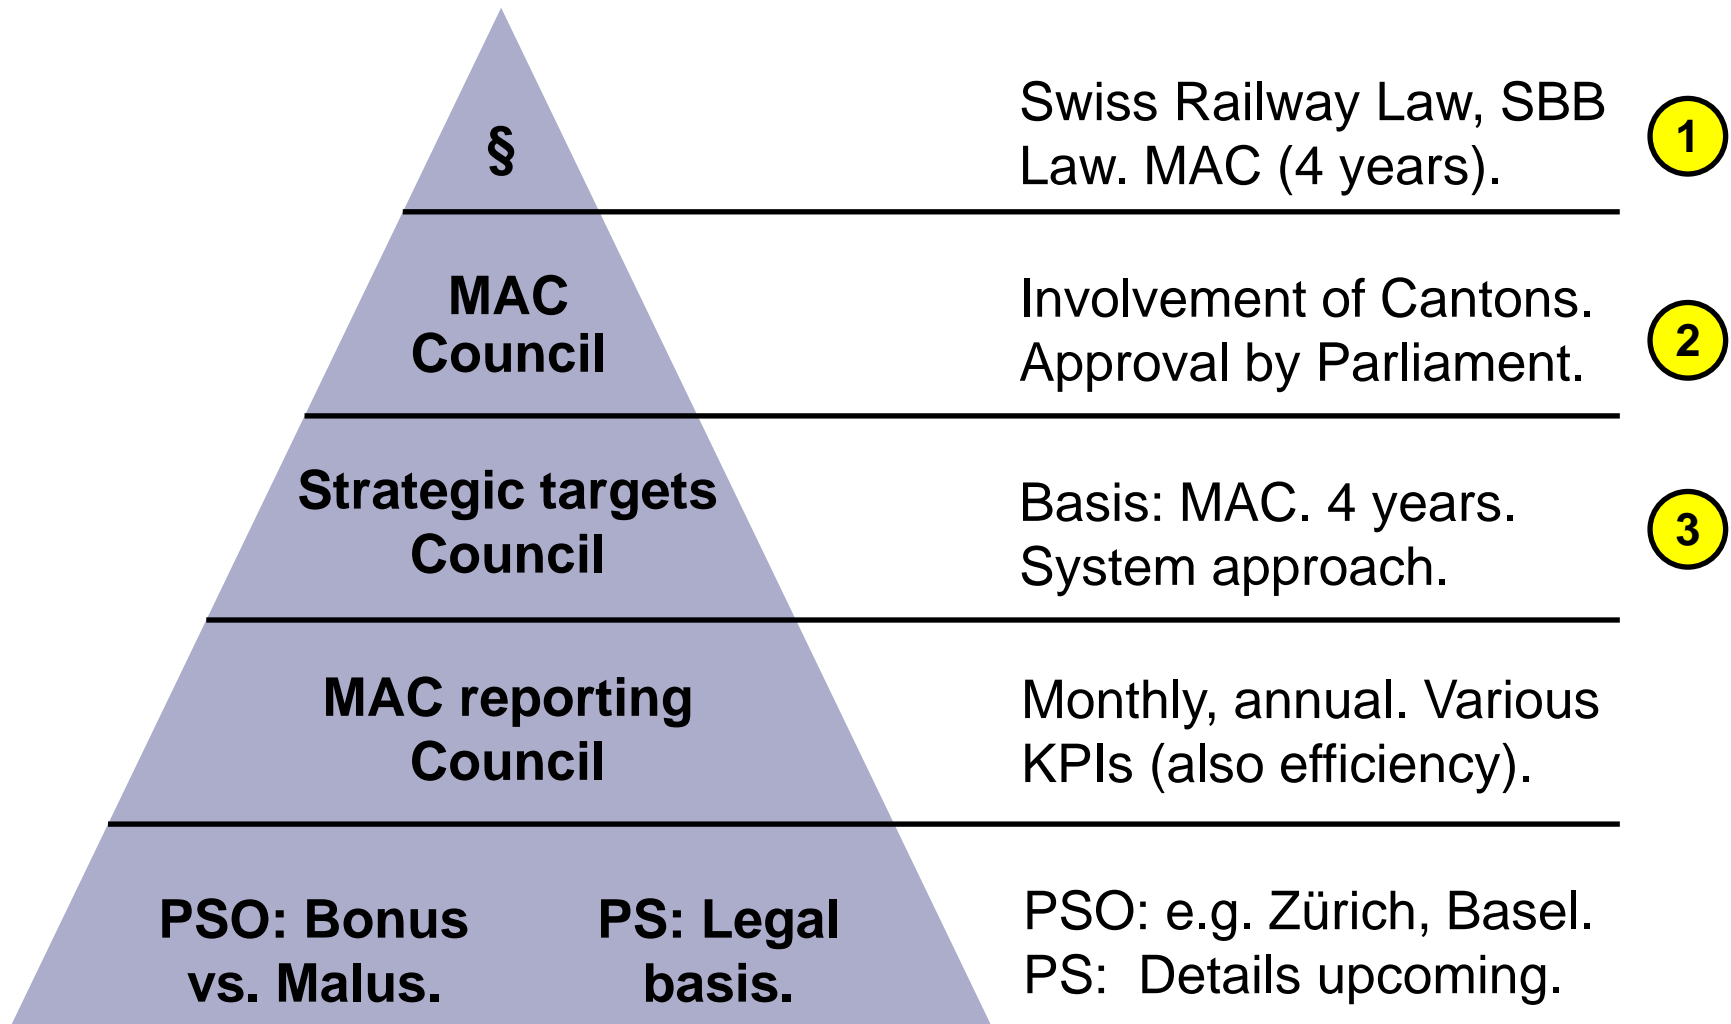 §
Swiss Railway Law, SBB
Law. MAC (4 years).
1
MAC
Council
Involvement of Cantons.
Approval by Parliament.
2
Strategic targets
Council
Basis: MAC. 4 years.
System approach.
3
MAC reporting
Council
Monthly, annual. Various
KPIs (also efficiency).
PSO: Bonus
vs. Malus.
PS: Legal
basis.
PSO: e.g. Zürich, Basel.
PS:  Details upcoming.